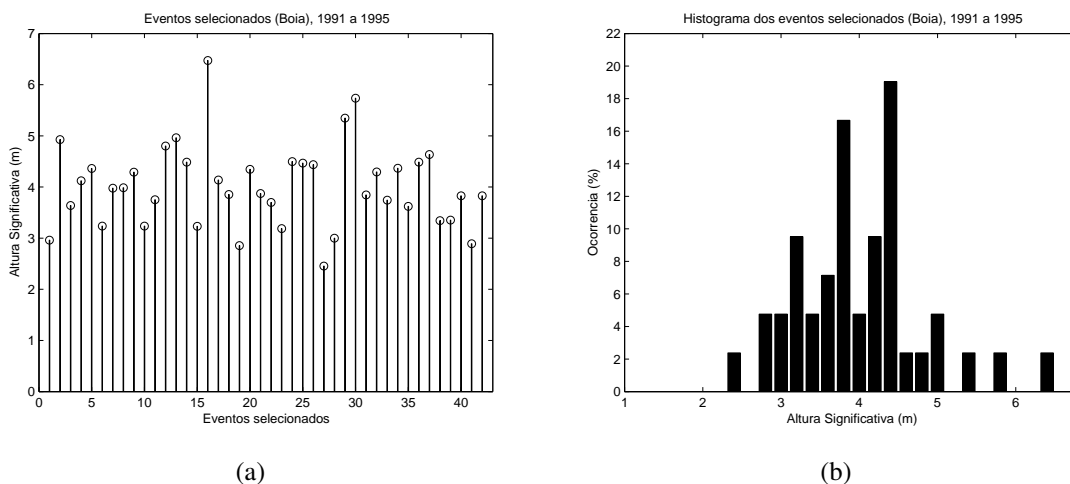 Eventos selecionados (Boia), 1991 a 1995
7
6
5
4
3
2
1
0
Altura Significativa (m)
0 5 10 15 20 25 30 35 40
Eventos selecionados
(a)
Histograma dos eventos selecionados (Boia), 1991 a 1995
22
20
18
16
14
12
10
8
6
4
2
0
Ocorrencia (%)
1 2 3 4 5 6
Altura Significativa (m)
(b)